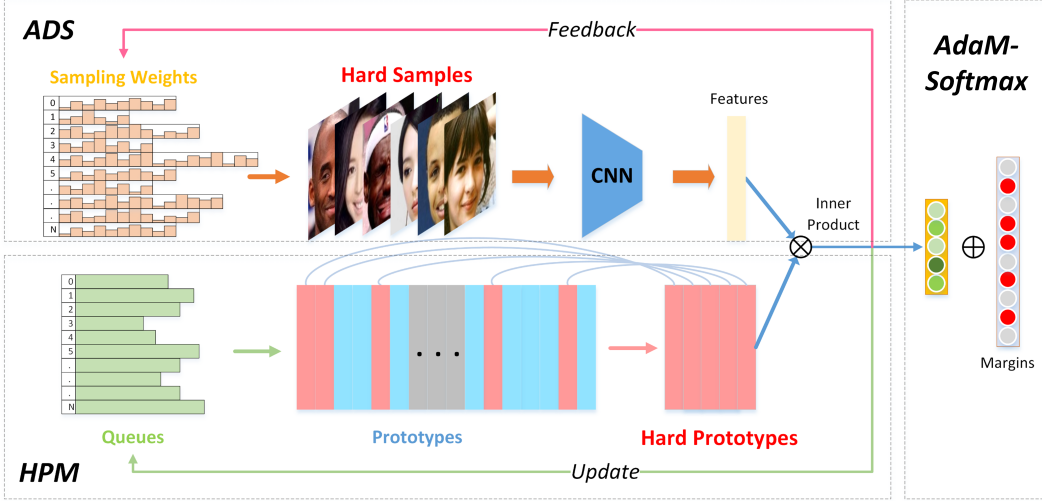 ADS
Feedback
AdaM-
Softmax
Sampling Weights
Hard Samples
Features
0
1
2
3
4
5
.
.
.
N
CNN
Inner
Product
0
1
2
3
4
5
.
.
.
N
. . .
Margins
Queues
Prototypes
Hard Prototypes
HPM
Update